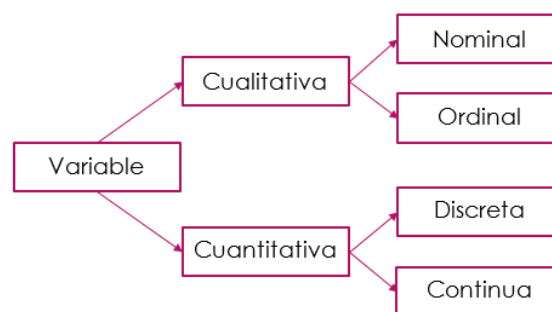 Variable
Cualitativa
Nominal
Ordinal
Cuantitativa
Discreta
Continua